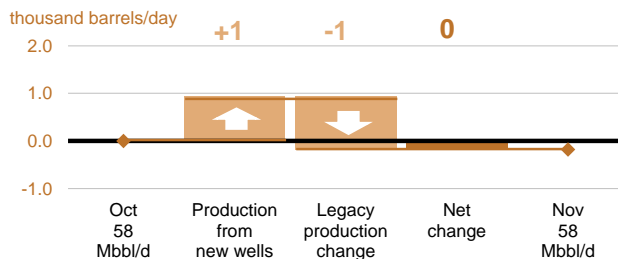 thousand barrels/day
+1 -1 0
2.0
1.0
0.0
-1.0
Oct
58
Mbbl/d
Production
from
new wells
Legacy
production
change
Net
change
Nov
58
Mbbl/d